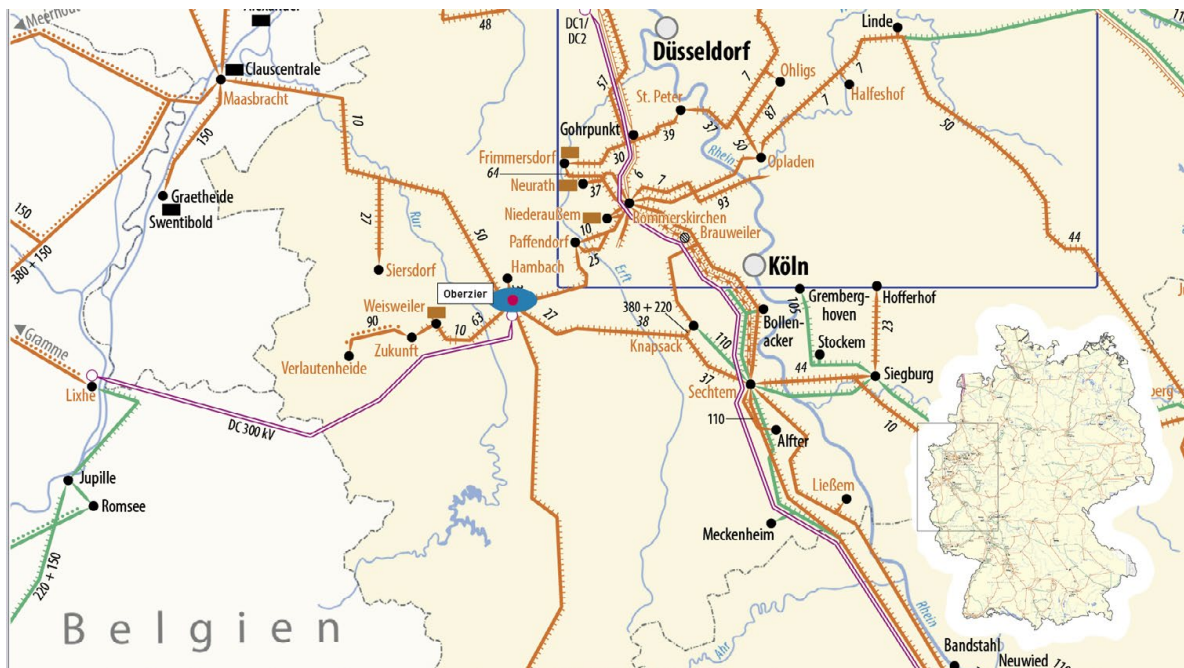 Meerhout
48
DC1/
DC2
Düsseldorf
Linde
Clauscentrale
Maasbracht
Ohligs
7
7
7
57
St. Peter
Halfeshof
87
10
150
Gohrpunkt
39
37
50
50
Frimmersdorf
30
Rhein
Opladen
64
6
Neurath
37
7
93
Graetheide
Swentibold
Niederaußem
Rommerskirchen
Brauweiler
150
27
Rur
10
Paffendorf
25
44
380 + 150
50
Erft
Köln
Siersdorf
Hambach
Oberzier
Weisweiler
380 + 220
38
Bollen-
acker
105
Gremberg-
hoven
Hofferhof
90
10
63
27
23
Gramme
Zukunft
Knapsack
110
Stockem
Verlautenheide
37
44
Siegburg
Lixhe
Sechtem
DC 300 kV
110
Alfter
10
Jupille
Ließem
Romsee
Meckenheim
220 + 150
Belgien
Rhein
Ahr
Bandstahl
Neuwied